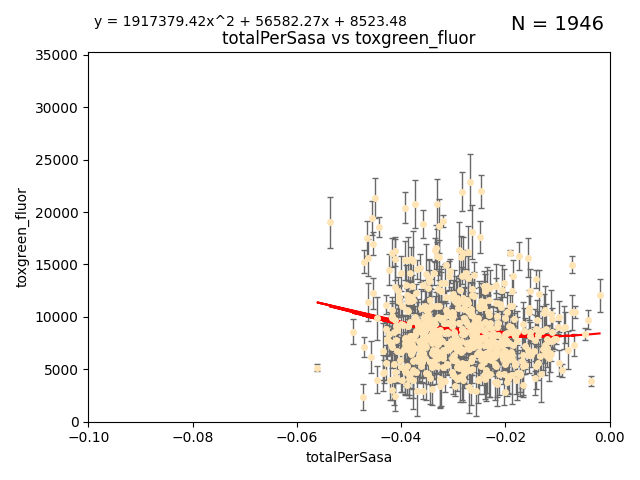 y = 1917379.42x^2 + 56582.27x + 8523.48
N = 1946
totalPerSasa vs toxgreen_fluor
35000
30000
25000
20000
15000
10000
5000
0
toxgreen_fluor
−0.10 −0.08 −0.06 −0.04 −0.02 0.00
totalPerSasa